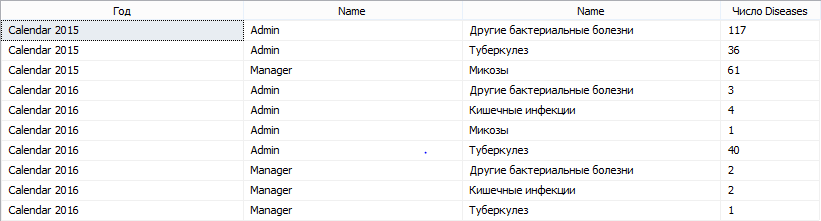 Год Name Name Число Diseases
Calendar 2015 Admin Другие бактериальные болезни 117
Calendar 2015 Admin Туберкулез 36
Calendar 2015 Manager Микозы 61
Calendar 2016 Admin Другие бактериальные болезни 3
Calendar 2016 Admin Кишечные инфекции 4
Calendar 2016 Admin Микозы 1
Calendar 2016 Admin Туберкулез 40
Calendar 2016 Manager Другие бактериальные болезни 2
Calendar 2016 Manager Кишечные инфекции 2
Calendar 2016 Manager Туберкулез 1